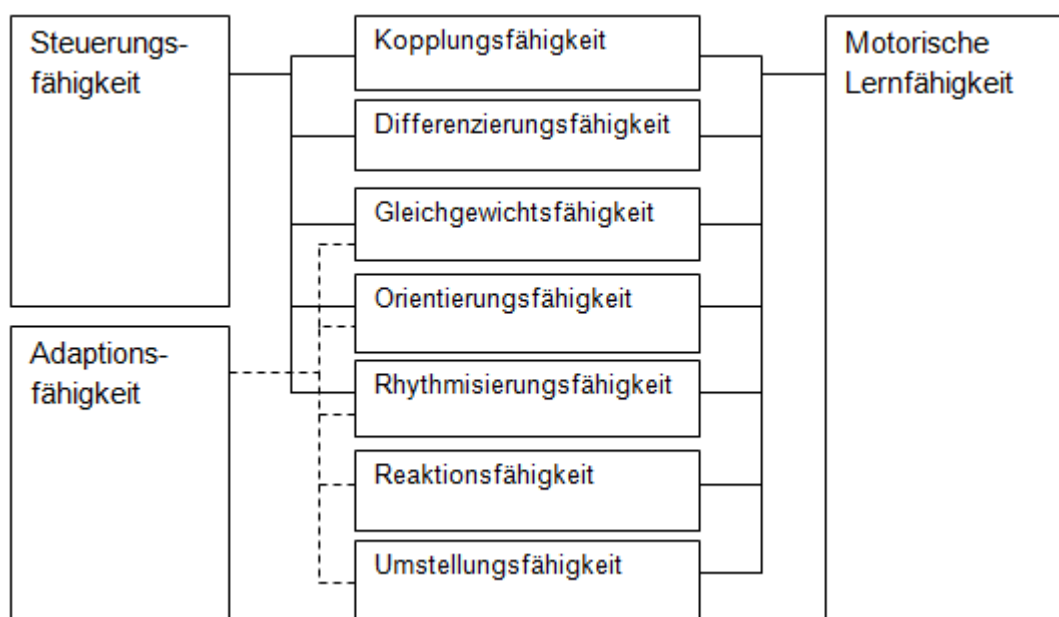 Steuerungs-
fähigkeit
Adaptions-
fähigkeit
Kopplungsfähigkeit
Differenzierungsfähigkeit
Gleichgewichtsfähigkeit
Orientierungsfähigkeit
Rhythmisierungsfähigkeit
Reaktionsfähigkeit
Umstellungsfähigkeit
Motorische
Lernfähigkeit